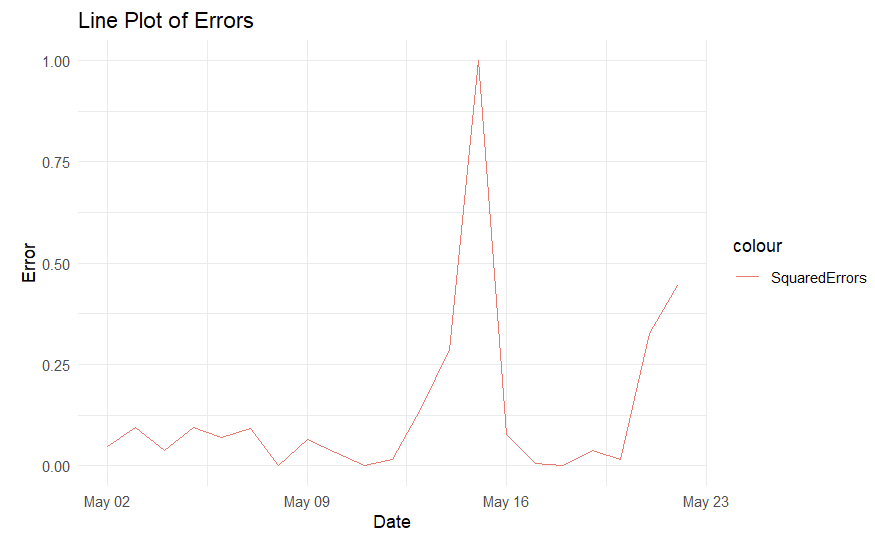 Line Plot of Errors
1.00
0.75
0.50
0.25
0.00
Error
May 02
May 09
May 16
May 23
Date
colour
SquaredErrors